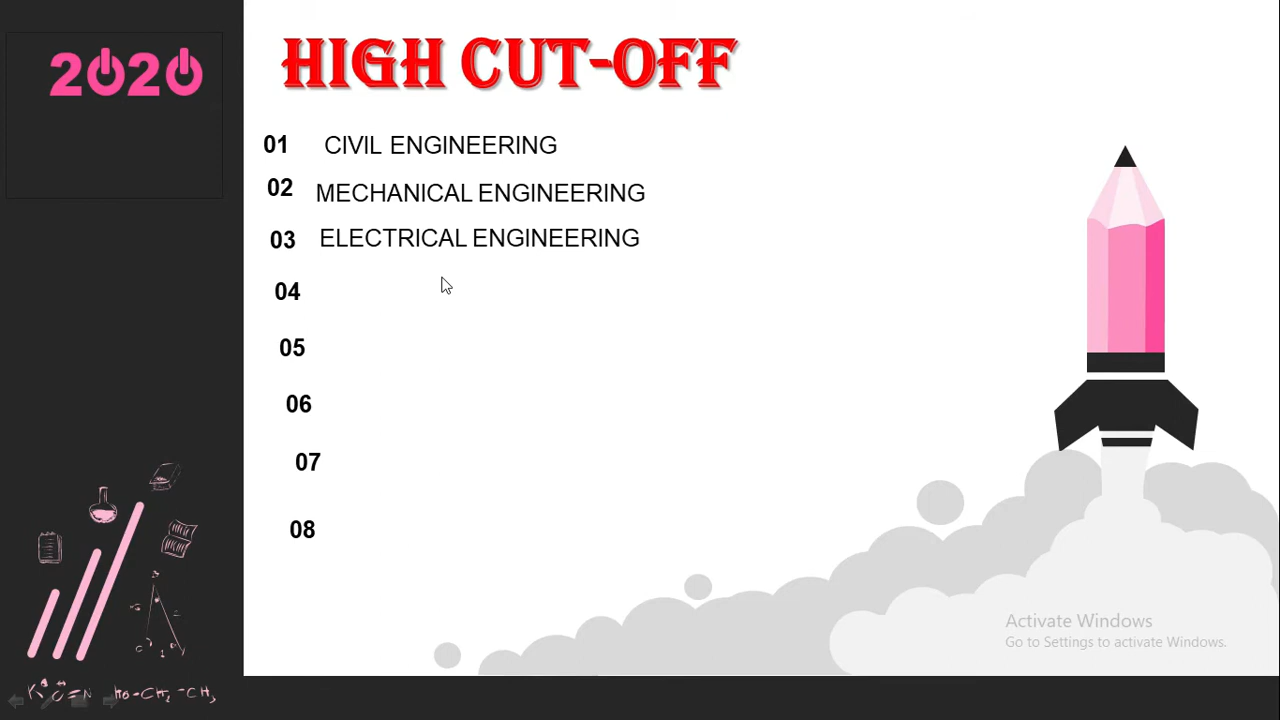 2020
HIGH CUT-OFF
01 CIVIL ENGINEERING
02 MECHANICAL ENGINEERING
03 ELECTRICAL ENGINEERING
04
05
06
07
08
Activate Windows
Go to Settings to activate Windows.